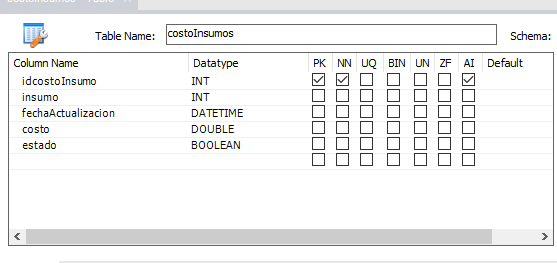 Table Name: costoInsumos Schema:
Column Name Datatype PK NN UQ BIN UN ZF AI Default
idcostoInsumo INT
insumo INT
fechaActualizacion DATETIME
costo DOUBLE
estado BOOLEAN